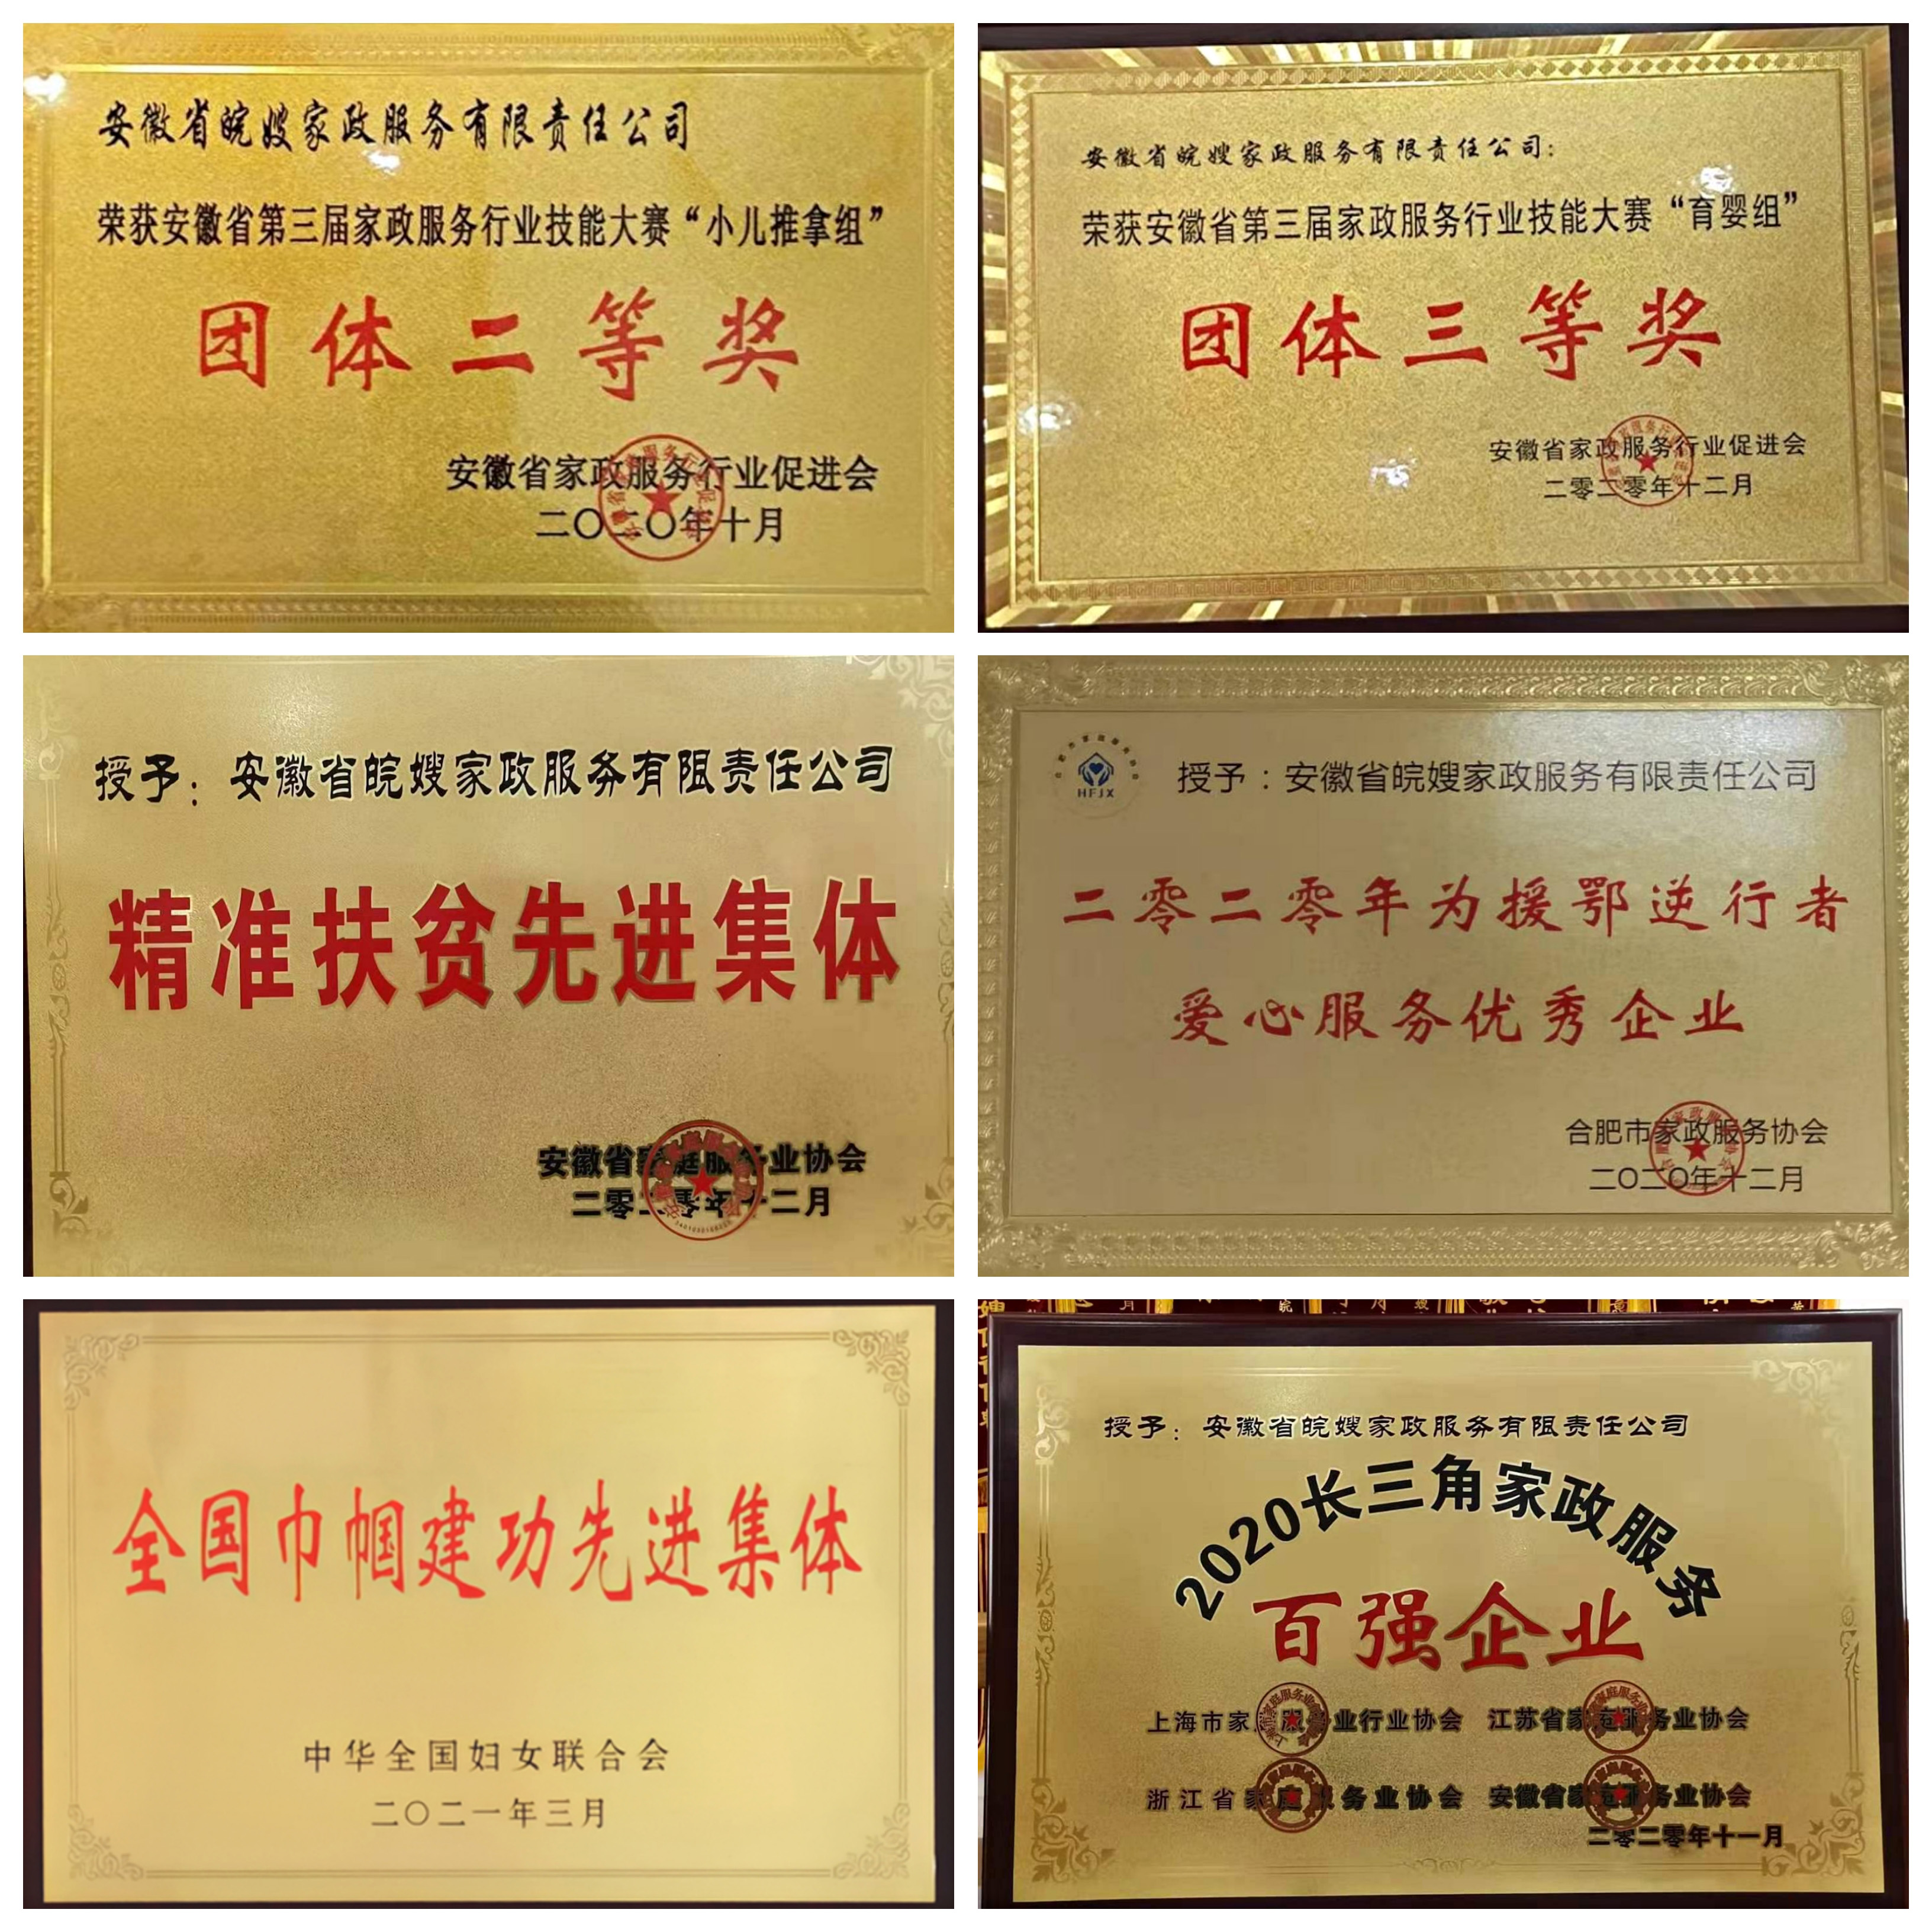 安徽省皖嫂家政服务有限责任公司
荣获安徽省第三届家政服务行业技能大赛“小儿推拿组”
团体二等奖
安徽省家政服务行业促进会
二〇二〇年十月
安徽省皖嫂家政服务有限责任公司：
荣获安徽省第三届家政服务行业技能大赛“育婴组”
团体三等奖
安徽省家政服务行业促进会
二零二零年十二月
授予：安徽省皖嫂家政服务有限责任公司
精准扶贫先进集体
安徽省家庭服务业协会
二零二零年十二月
HFJX
授予：安徽省皖嫂家政服务有限责任公司
二零二零年为援鄂逆行者
爱心服务优秀企业
合肥市家政服务协会
二〇二〇年十二月
全国巾帼建功先进集体
中华全国妇女联合会
二〇二一年三月
授予：安徽省皖嫂家政服务有限责任公司
2020长三角家政服务
百强企业
上海市家庭服务业行业协会 江苏省家庭服务业协会
浙江省家庭服务业协会 安徽省家庭服务业协会
二零二零年十一月